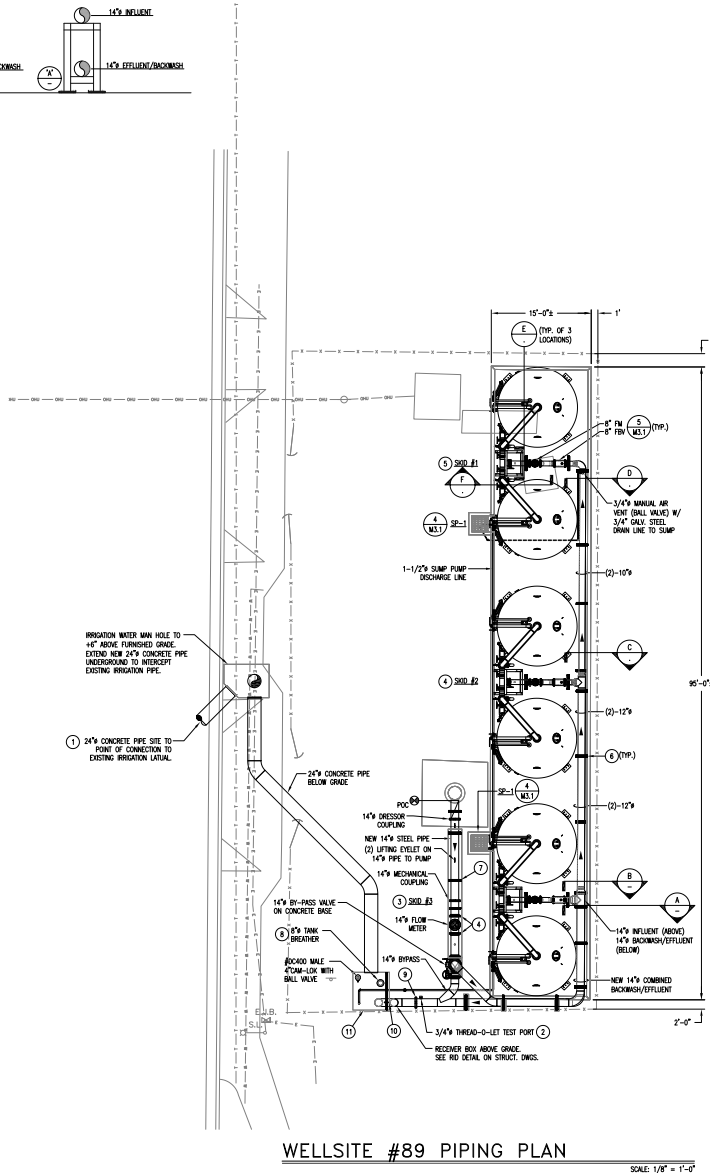 14"ø INFLUENT
CKWASH
'A'
–
14"ø EFFLUENT/BACKWASH
15'-0"±
1'
E
(TYP. OF 3
LOCATIONS)
OHU OHU OHU OHU OHU OHU OHU OHU
8" FM
8" FBV
5
M3.1
(TYP.)
5 SKID #1
F
D
4
M3.1
SP-1
3/4"ø MANUAL AIR
VENT (BALL VALVE) W/
3/4" GALV. STEEL
DRAIN LINE TO SUMP
1-1/2"ø SUMP PUMP
DISCHARGE LINE
(2)-10"ø
IRRIGATION WATER MAN HOLE TO
+6" ABOVE FURNISHED GRADE.
EXTEND NEW 24"ø CONCRETE PIPE
UNDERGROUND TO INTERCEPT
EXISTING IRRIGATION PIPE.
C
4 SKID #2
95'-0"
(2)-12"ø
1 24"ø CONCRETE PIPE SITE TO
POINT OF CONNECTION TO
EXISTING IRRIGATION LATUAL.
6 (TYP.)
24"ø CONCRETE PIPE
BELOW GRADE
POC
SP-1
4
M3.1
(2)-12"ø
14"ø DRESSOR
COUPLING
NEW 14"ø STEEL PIPE
(2) LIFTING EYELET ON
14"ø PIPE TO PUMP
7
14"ø MECHANICAL
COUPLING
B
–
3 SKID #3
A
–
14"ø BY-PASS VALVE
ON CONCRETE BASE
14"ø FLOW
METER
4
14"ø INFLUENT (ABOVE)
14"ø BACKWASH/EFFLUENT
(BELOW)
8 8"ø TANK
BREATHER
14"ø BYPASS
#DC400 MALE
4"CAM-LOK WITH
BALL VALVE
9
NEW 14"ø COMBINED
BACKWASH/EFFLUENT
E.J.B.
S.L.
11
10
3/4"ø THREAD-O-LET TEST PORT 2
2'-0"
RECEIVER BOX ABOVE GRADE.
SEE RID DETAIL ON STRUCT. DWGS.
WELLSITE #89 PIPING PLAN
SCALE: 1/8" = 1'-0"